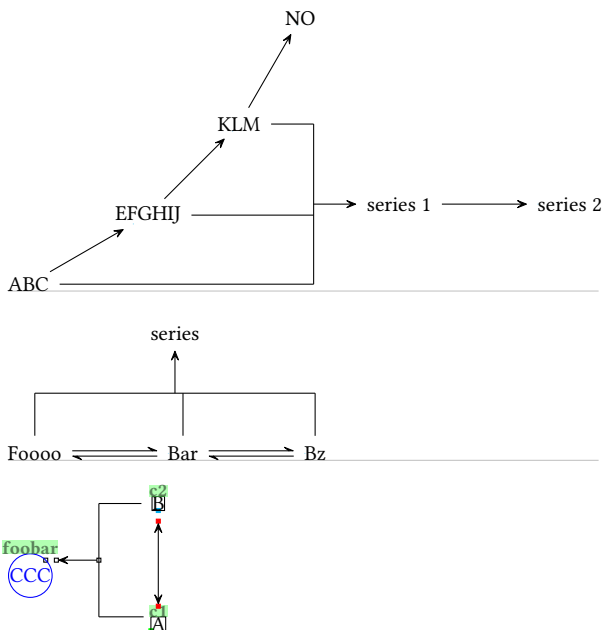 NO
KLM
series 1 series 2
EFGHIJ
ABC
series
Foooo Bar Bz
c2
B
foobar
CCC
c1
A